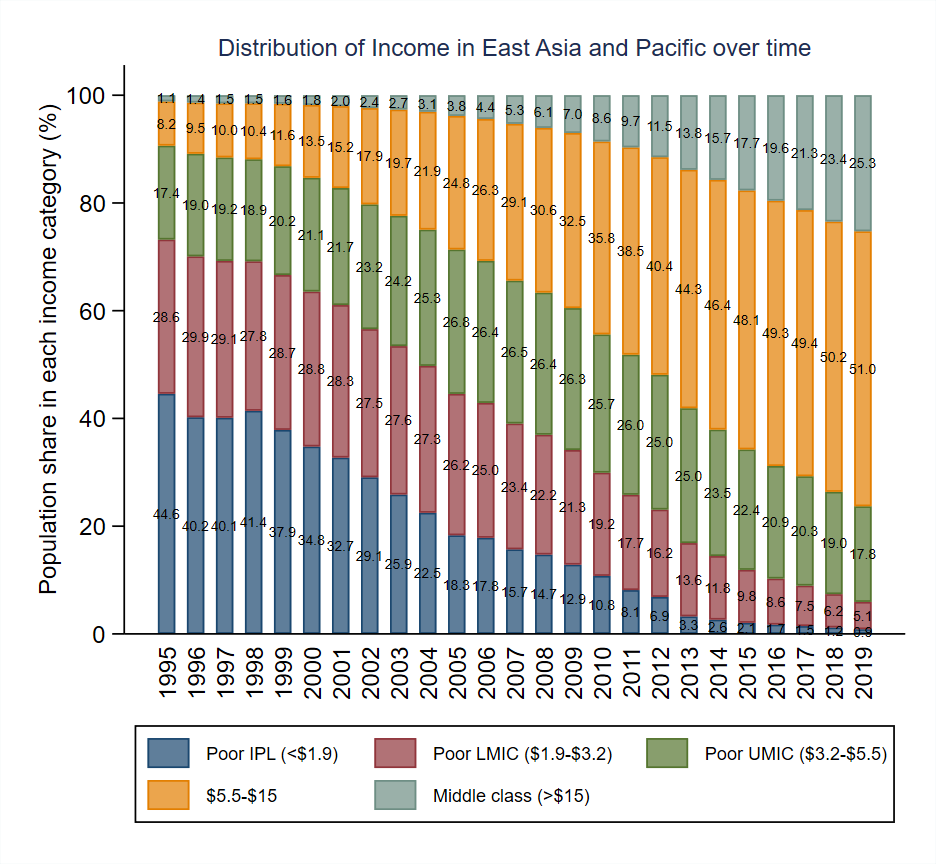 Distribution of Income in East Asia and Pacific over time
Population share in each income category (%)
100
80
60
40
20
0
1.1 1.4 1.5 1.5 1.6 1.8 2.0 2.4 2.7 3.1 3.8 4.4 5.3 6.1 7.0 8.6 9.7 11.5 13.8 15.7 17.7 19.6 21.3 23.4 25.3
8.2 9.5 10.0 10.4 11.6 13.5 15.2 17.9 19.7 21.9 24.8 26.3 29.1 30.6 32.5 35.8 38.5 40.4 44.3 46.4 48.1 49.3 49.4 50.2 51.0
17.4 19.0 19.2 18.9 20.2 21.1 21.7 23.2 24.2 25.3 26.8 26.4 26.5 26.4 26.3 25.7 26.0 25.0 25.0 23.5 22.4 20.9 20.3 19.0 17.8
28.6 29.9 29.1 27.8 28.7 28.8 28.3 27.5 27.6 27.3 26.2 25.0 23.4 22.2 21.3 19.2 17.7 16.2 13.6 11.8 9.8 8.6 7.5 6.2 5.1
44.6 40.2 40.1 41.4 37.9 34.8 32.7 29.1 25.9 22.5 18.3 17.8 15.7 14.7 12.9 10.8 8.1 6.9 3.3 2.6 2.1 1.7 1.5 1.2 0.9
1995 1996 1997 1998 1999 2000 2001 2002 2003 2004 2005 2006 2007 2008 2009 2010 2011 2012 2013 2014 2015 2016 2017 2018 2019
Poor IPL (<$1.9) Poor LMIC ($1.9-$3.2) Poor UMIC ($3.2-$5.5)
$5.5-$15 Middle class (>$15)